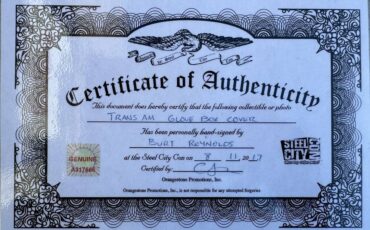 Certificate of Authenticity
This document does hereby certify that the following collectible or photo
TRANS AM GLOVE BOX COVER
Has been personally hand-signed by
BURT REYNOLDS
at the Steel City Con on 8 11, 2017
Certified by:
Orangestone Promotions, Inc.
Orangestone Promotions, Inc., is not responsible for any attempted forgeries
GENUINE
A317866
STEEL
CITY
CON